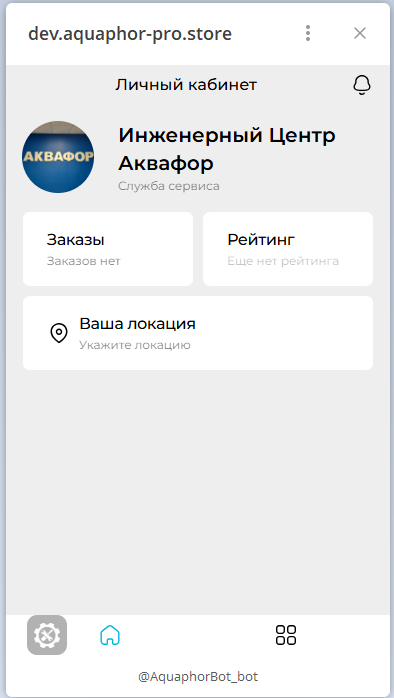 dev.aquaphor-pro.store
Личный кабинет
АКВАФОР
Инженерный Центр
Аквафор
Служба сервиса
Заказы
Заказов нет
Рейтинг
Еще нет рейтинга
Ваша локация
Укажите локацию
@AquaphorBot_bot